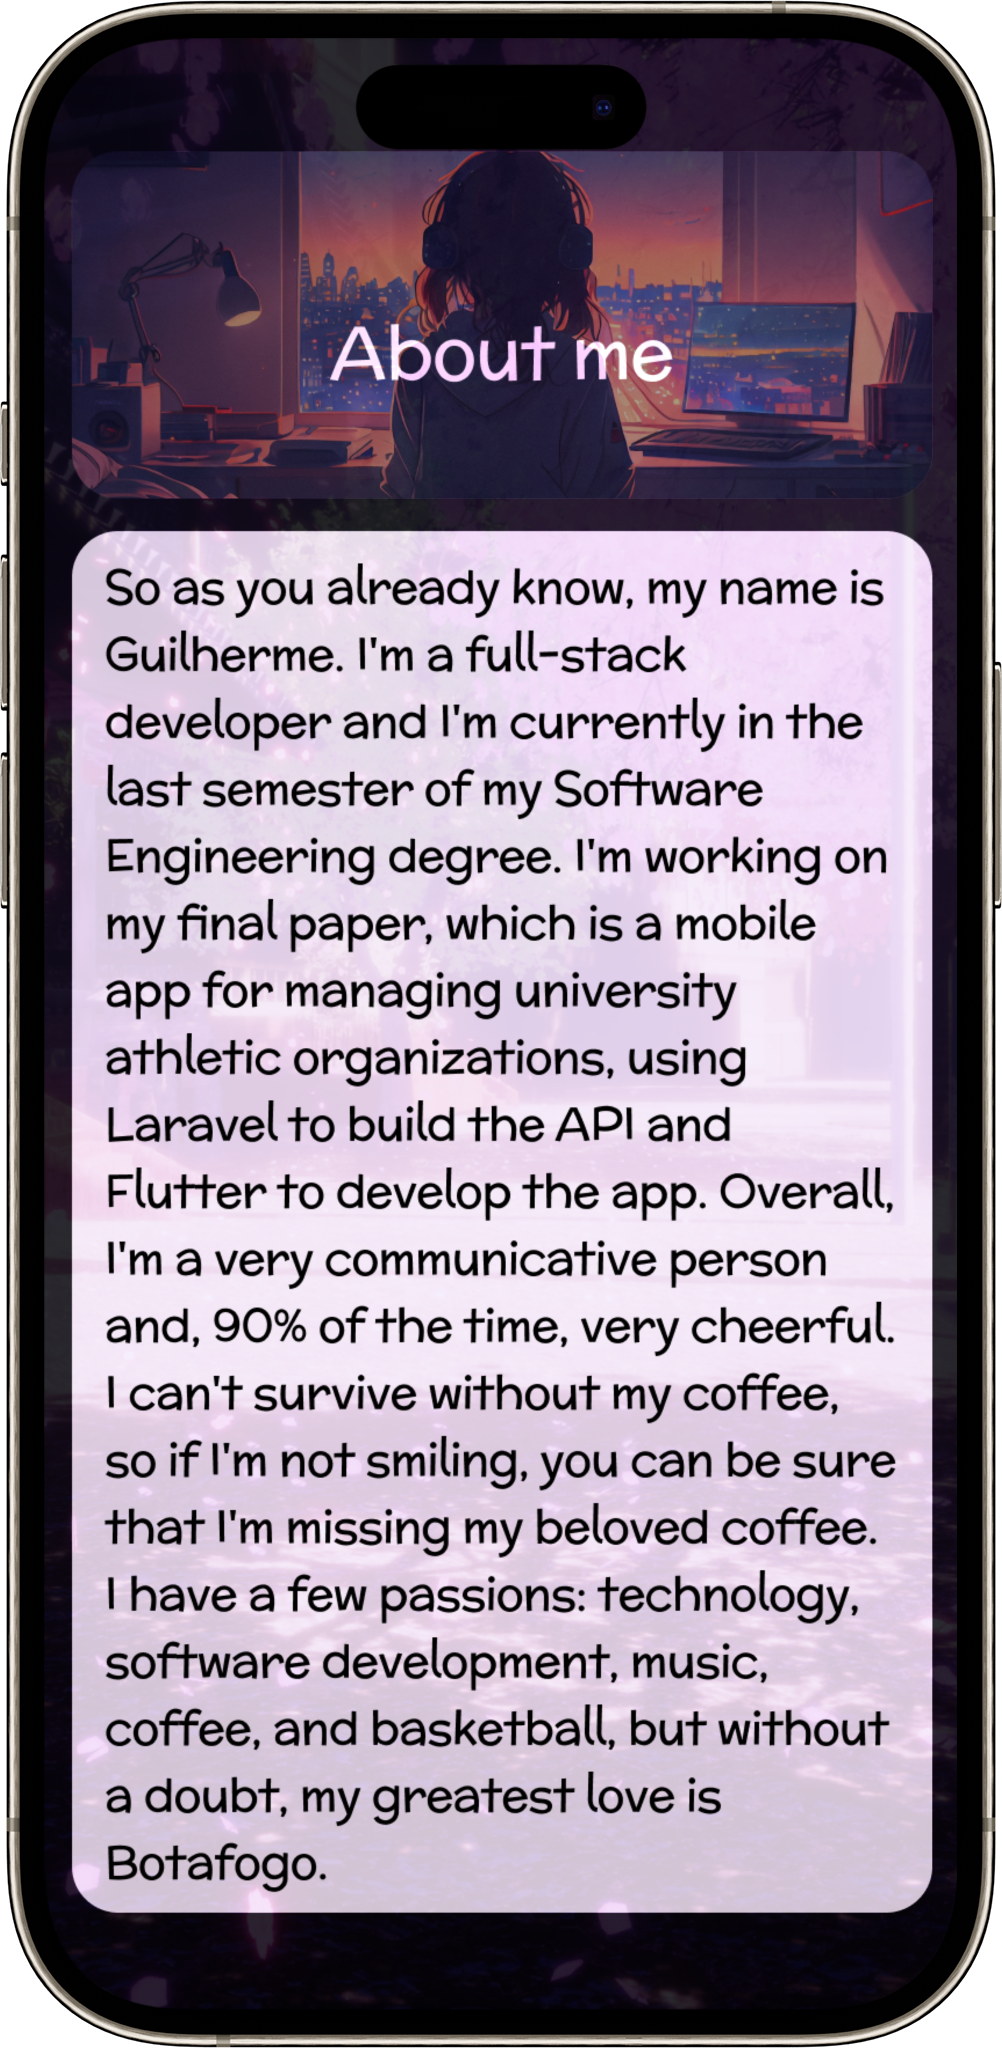 About me
So as you already know, my name is
Guilherme. I'm a full-stack
developer and I'm currently in the
last semester of my Software
Engineering degree. I'm working on
my final paper, which is a mobile
app for managing university
athletic organizations, using
Laravel to build the API and
Flutter to develop the app. Overall,
I'm a very communicative person
and, 90% of the time, very cheerful.
I can't survive without my coffee,
so if I'm not smiling, you can be sure
that I'm missing my beloved coffee.
I have a few passions: technology,
software development, music,
coffee, and basketball, but without
a doubt, my greatest love is
Botafogo.